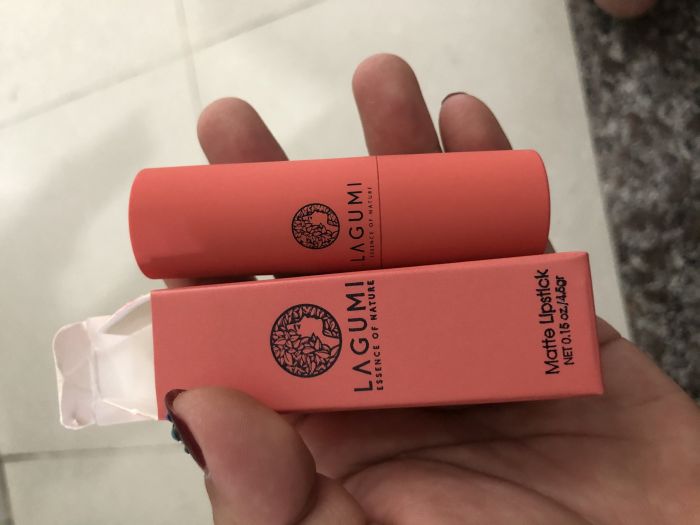 LAGUMI
ESSENCE OF NATURE
LAGUMI
ESSENCE OF NATURE
Matte Lipstick
NET 0.15 oz./4.5gr